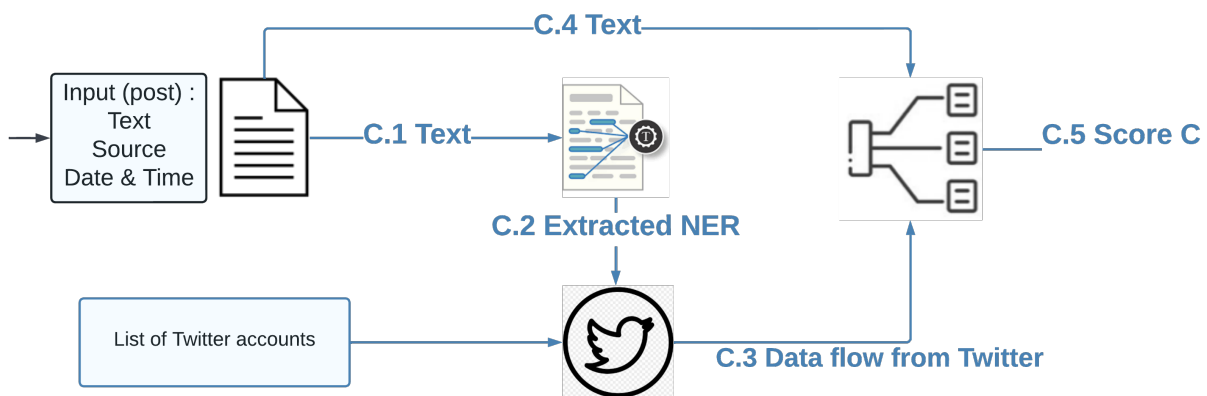 C.4 Text
Input (post) :
Text
Source
Date & Time
C.1 Text
T
C.5 Score C
C.2 Extracted NER
List of Twitter accounts
C.3 Data flow from Twitter